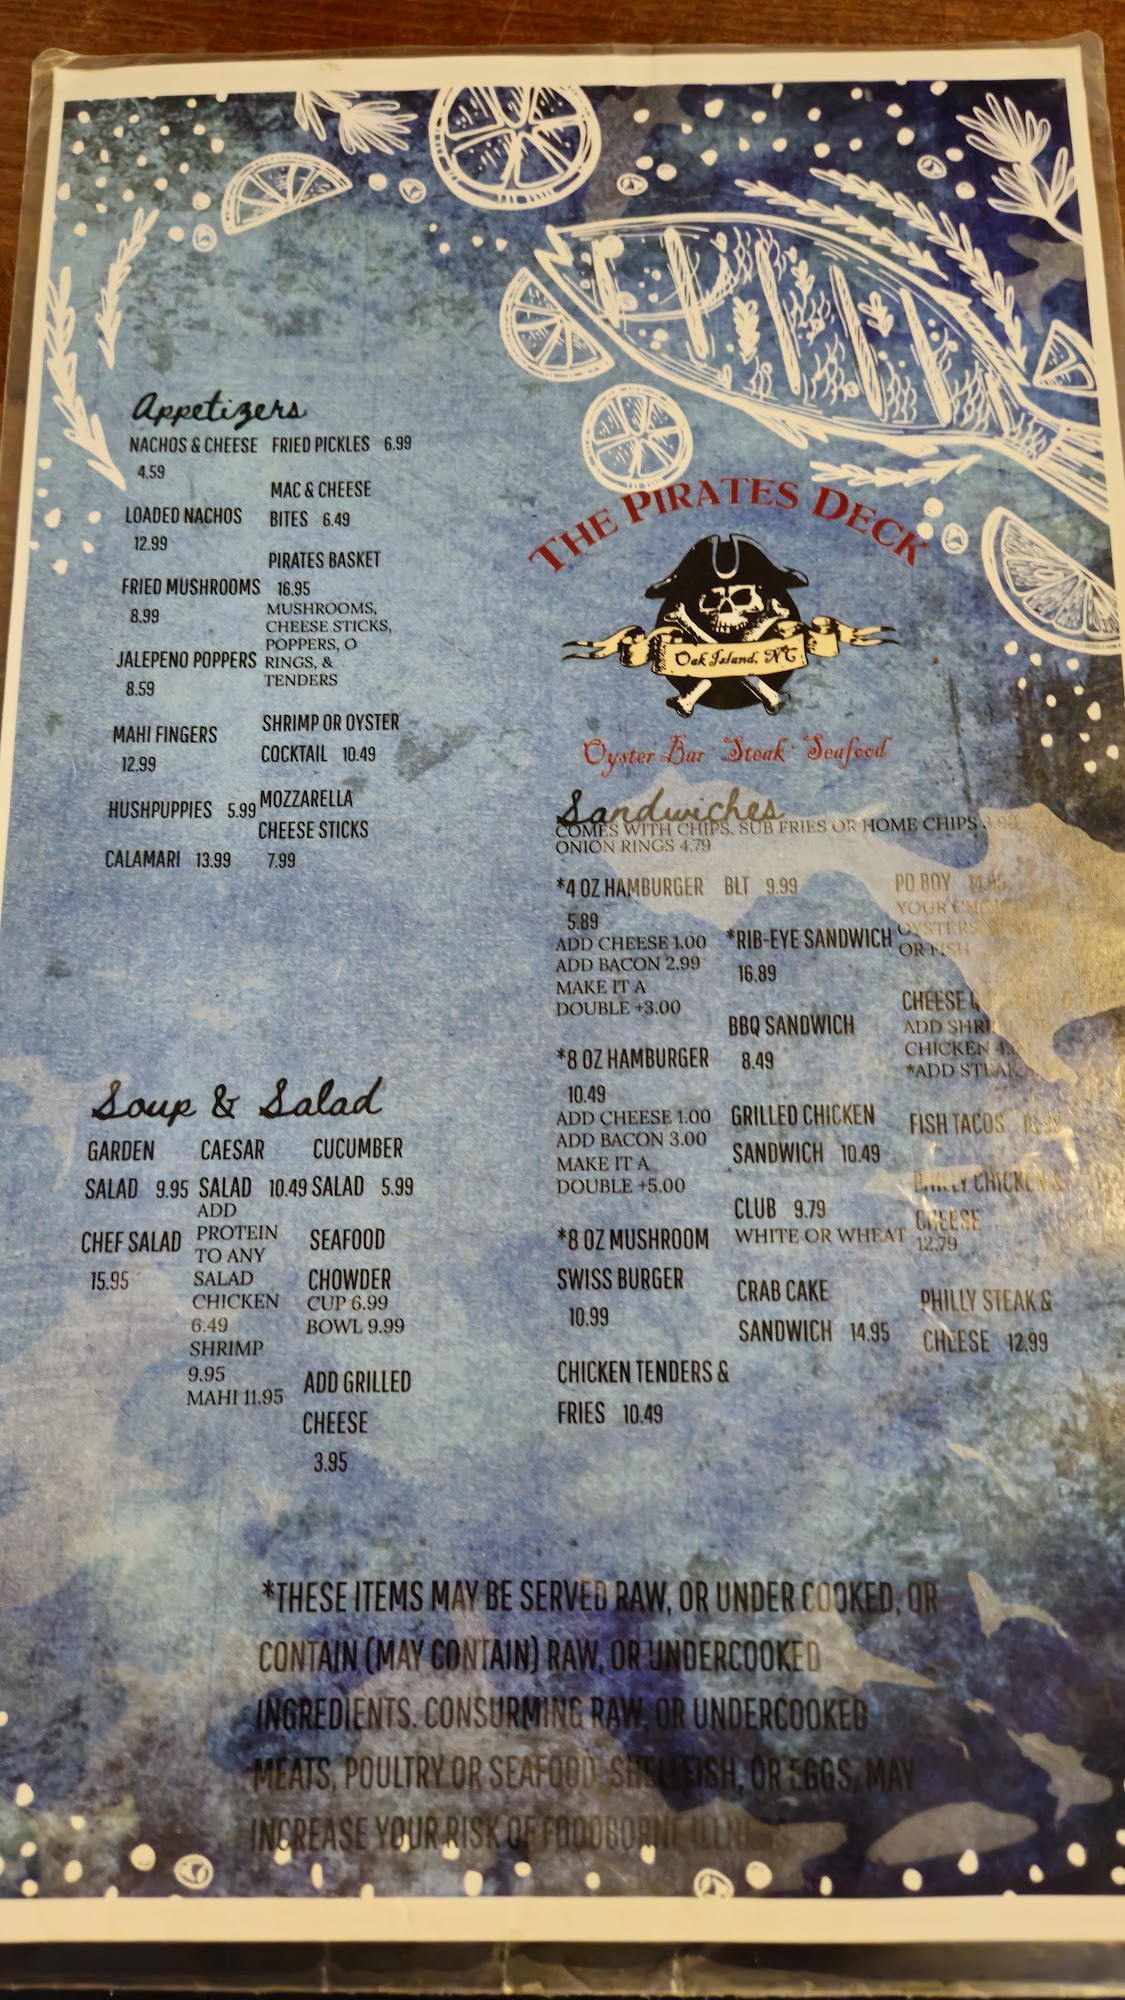 Appetizers
NACHOS & CHEESE
4.59
LOADED NACHOS
12.99
FRIED MUSHROOMS
8.99
JALEPENO POPPERS
8.59
MAHI FINGERS
12.99
HUSHPUPPIES 5.99
CALAMARI 13.99
FRIED PICKLES 6.99
MAC & CHEESE
BITES 6.49
PIRATES BASKET
16.95
MUSHROOMS,
CHEESE STICKS,
POPPERS, O
RINGS, &
TENDERS
SHRIMP OR OYSTER
COCKTAIL 10.49
MOZZARELLA
CHEESE STICKS
7.99
Soup & Salad
GARDEN
SALAD 9.95
CHEF SALAD
15.95
CAESAR
SALAD 10.49
ADD
PROTEIN
TO ANY
SALAD
CHICKEN
6.49
SHRIMP
9.95
MAHI 11.95
CUCUMBER
SALAD 5.99
SEAFOOD
CHOWDER
CUP 6.99
BOWL 9.99
ADD GRILLED
CHEESE
3.95
THE PIRATES DECK
Oak Island, NC
Oyster Bar · Steak · Seafood
Sandwiches
COMES WITH CHIPS. SUB FRIES OR HOME CHIPS
ONION RINGS 4.79
*4 OZ HAMBURGER
5.89
ADD CHEESE 1.00
ADD BACON 2.99
MAKE IT A
DOUBLE +3.00
*8 OZ HAMBURGER
10.49
ADD CHEESE 1.00
ADD BACON 3.00
MAKE IT A
DOUBLE +5.00
*8 OZ MUSHROOM
SWISS BURGER
10.99
CHICKEN TENDERS &
FRIES 10.49
BLT 9.99
*RIB-EYE SANDWICH
16.89
BBQ SANDWICH
8.49
GRILLED CHICKEN
SANDWICH 10.49
CLUB 9.79
WHITE OR WHEAT
CRAB CAKE
SANDWICH 14.95
PO BOY
YOUR
OYSTERS
OR FISH
CHEESE
ADD
CHICKEN
*ADD STEAK
FISH TACOS
PHILLY CHICKEN &
CHEESE
12.79
PHILLY STEAK &
CHEESE 12.99
*THESE ITEMS MAY BE SERVED RAW, OR UNDER COOKED, OR
CONTAIN (MAY CONTAIN) RAW, OR UNDERCOOKED
INGREDIENTS. CONSURMING RAW, OR UNDERCOOKED
MEATS, POULTRY OR SEAFOOD, SHELLFISH, OR EGGS, MAY
INCREASE YOUR RISK OF FOODBORNE